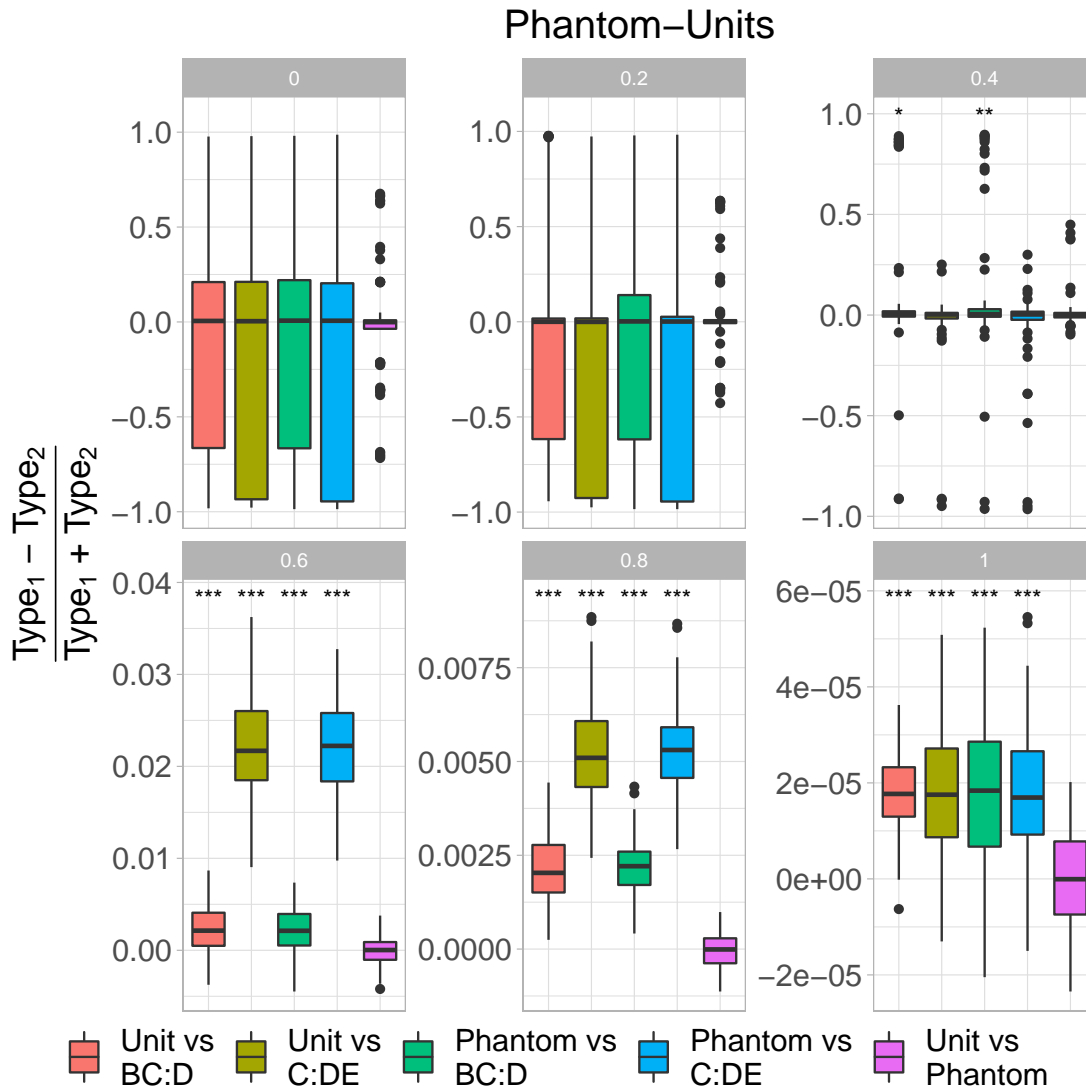 Phantom−Units
0
0.2
0.4
1.0
0.5
0.0
−0.5
−1.0
1.0
0.5
0.0
−0.5
−1.0
* **
1.0
0.5
0.0
−0.5
−1.0
Type1 − Type2
Type1 + Type2
0.6
0.8
1
*** *** *** ***
0.04
0.03
0.02
0.01
0.00
*** *** *** ***
0.0075
0.0050
0.0025
0.0000
*** *** *** ***
6e−05
4e−05
2e−05
0e+00
−2e−05
Unit vs
BC:D
Unit vs
C:DE
Phantom vs
BC:D
Phantom vs
C:DE
Unit vs
Phantom